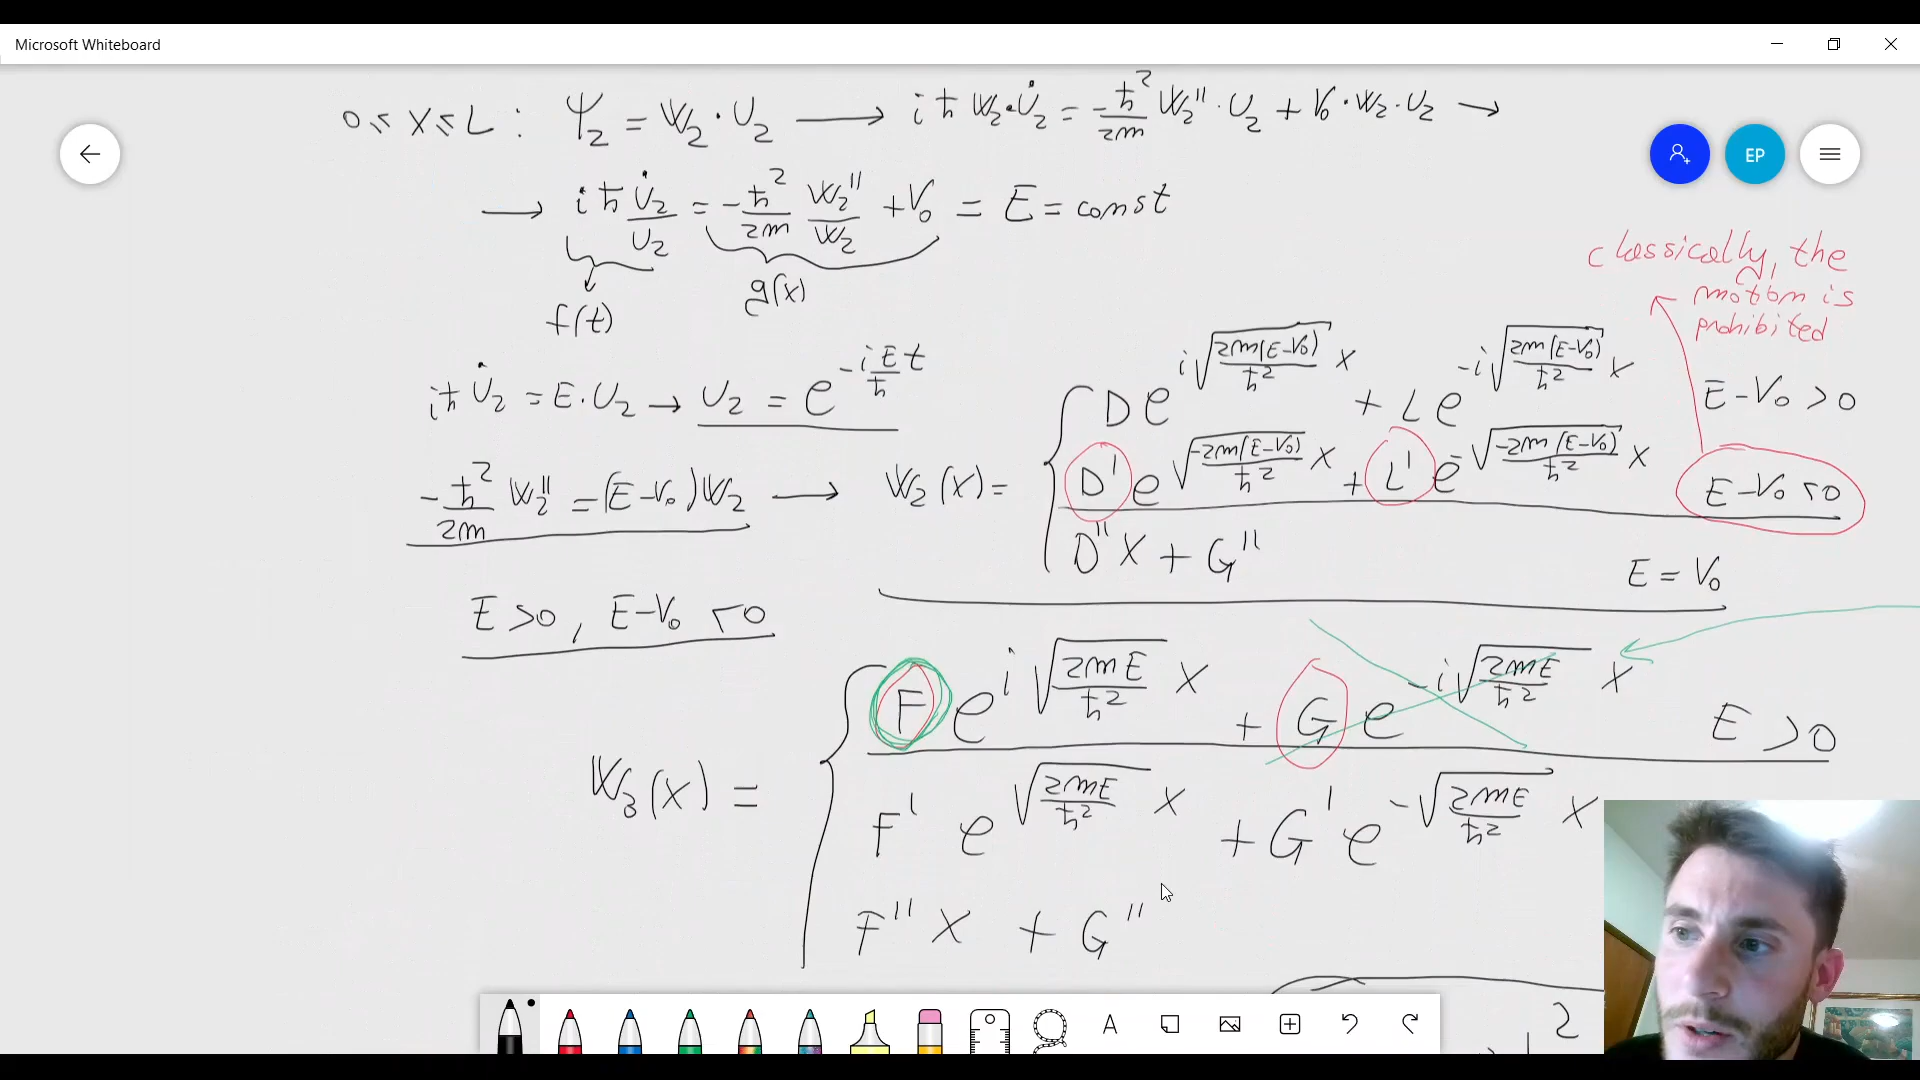 Microsoft Whiteboard
0 ≤ x ≤ L : Ψ₂ = W₂ · U₂ ⟶ iħ W₂ · U̇₂ = -ħ²/2m W₂'' · U₂ + V₀ · W₂ · U₂ ⟶
EP
⟶ iħ U̇₂/U₂ = -ħ²/2m W₂''/W₂ + V₀ = E = const
f(t)
g(x)
classically, the
motion is
prohibited
iħ U̇₂ = E · U₂ → U₂ = e^(-i E/ħ t)
D e^(i√(2m(E-V₀)/ħ²) x) + L e^(-i√(2m(E-V₀)/ħ²) x) E-V₀ > 0
-ħ²/2m W₂'' = (E-V₀) W₂ ⟶ W₂(x) = D' e^(√(-2m(E-V₀)/ħ²) x) + L' e^(-√(-2m(E-V₀)/ħ²) x) E-V₀ < 0
D'' x + G'' E = V₀
E > 0, E-V₀ < 0
F e^(i√(2mE/ħ²) x) + G e^(-i√(2mE/ħ²) x) E > 0
W₃(x) =
F' e^(√(2mE/ħ²) x) + G' e^(-√(2mE/ħ²) x)
F'' x + G''
2
A